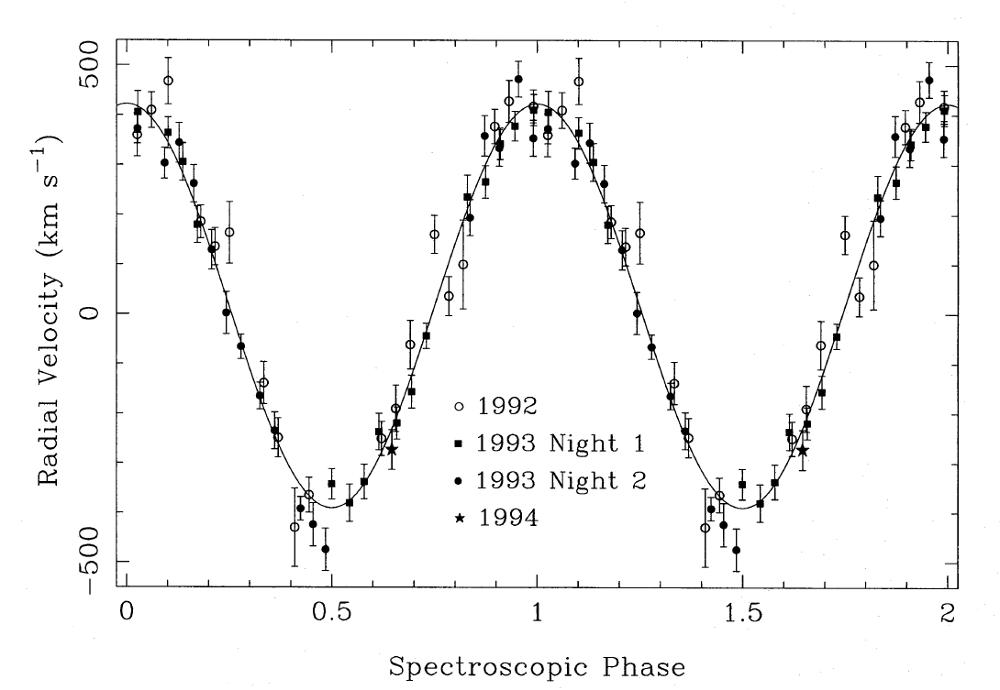 500
0
−500
Radial Velocity (km s⁻¹)
1992
1993 Night 1
1993 Night 2
1994
0 0.5 1 1.5 2
Spectroscopic Phase